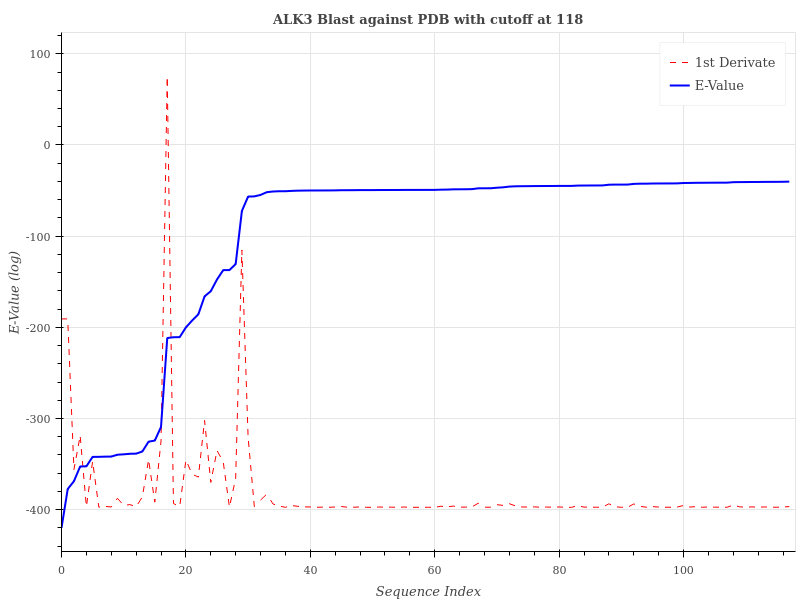 ALK3 Blast against PDB with cutoff at 118
1st Derivate
E-Value
100
0
-100
-200
-300
-400
E-Value (log)
0 20 40 60 80 100
Sequence Index